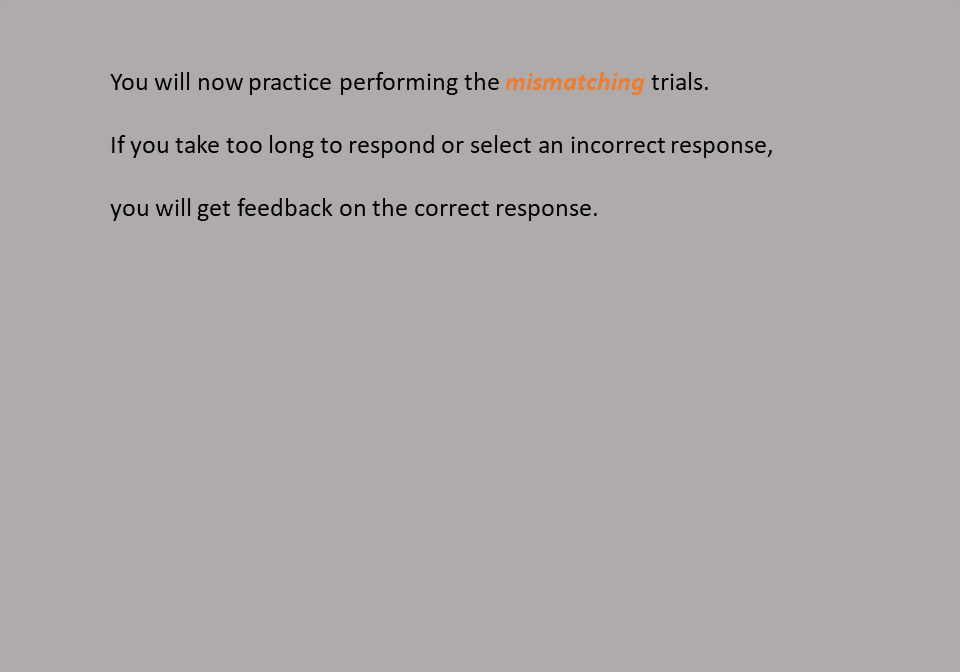 You will now practice performing the mismatching trials.
If you take too long to respond or select an incorrect response,
you will get feedback on the correct response.